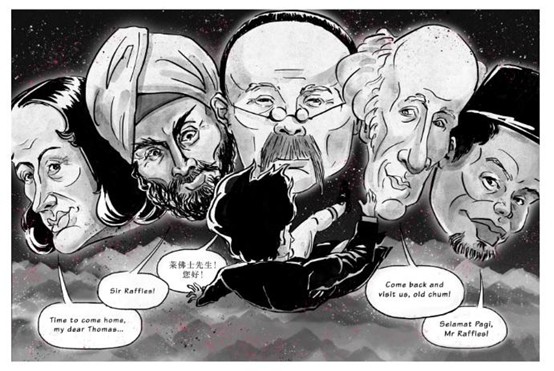 Time to come home,
my dear Thomas...
Sir Raffles!
莱佛士先生!
您好!
Come back and
visit us, old chum!
Selamat Pagi,
Mr Raffles!